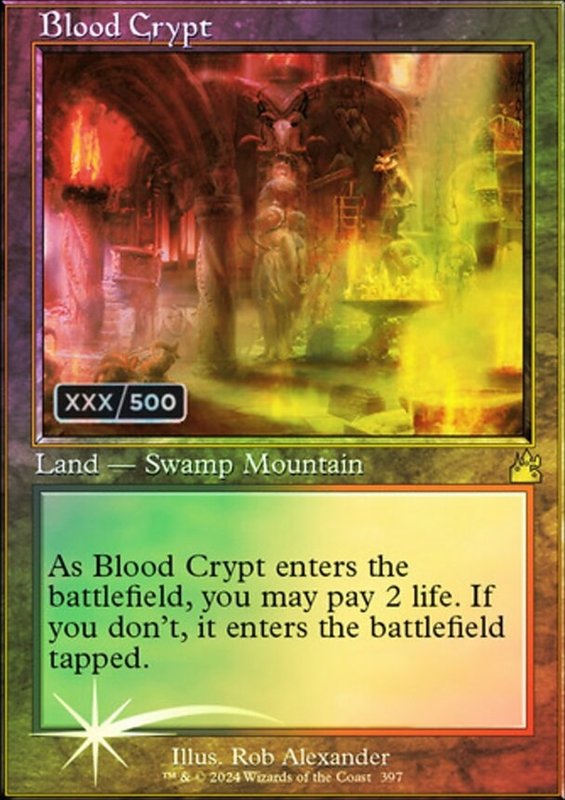 Blood Crypt
XXX/500
Land — Swamp Mountain
As Blood Crypt enters the
battlefield, you may pay 2 life. If
you don't, it enters the battlefield
tapped.
Illus. Rob Alexander
™ & © 2024 Wizards of the Coast 397